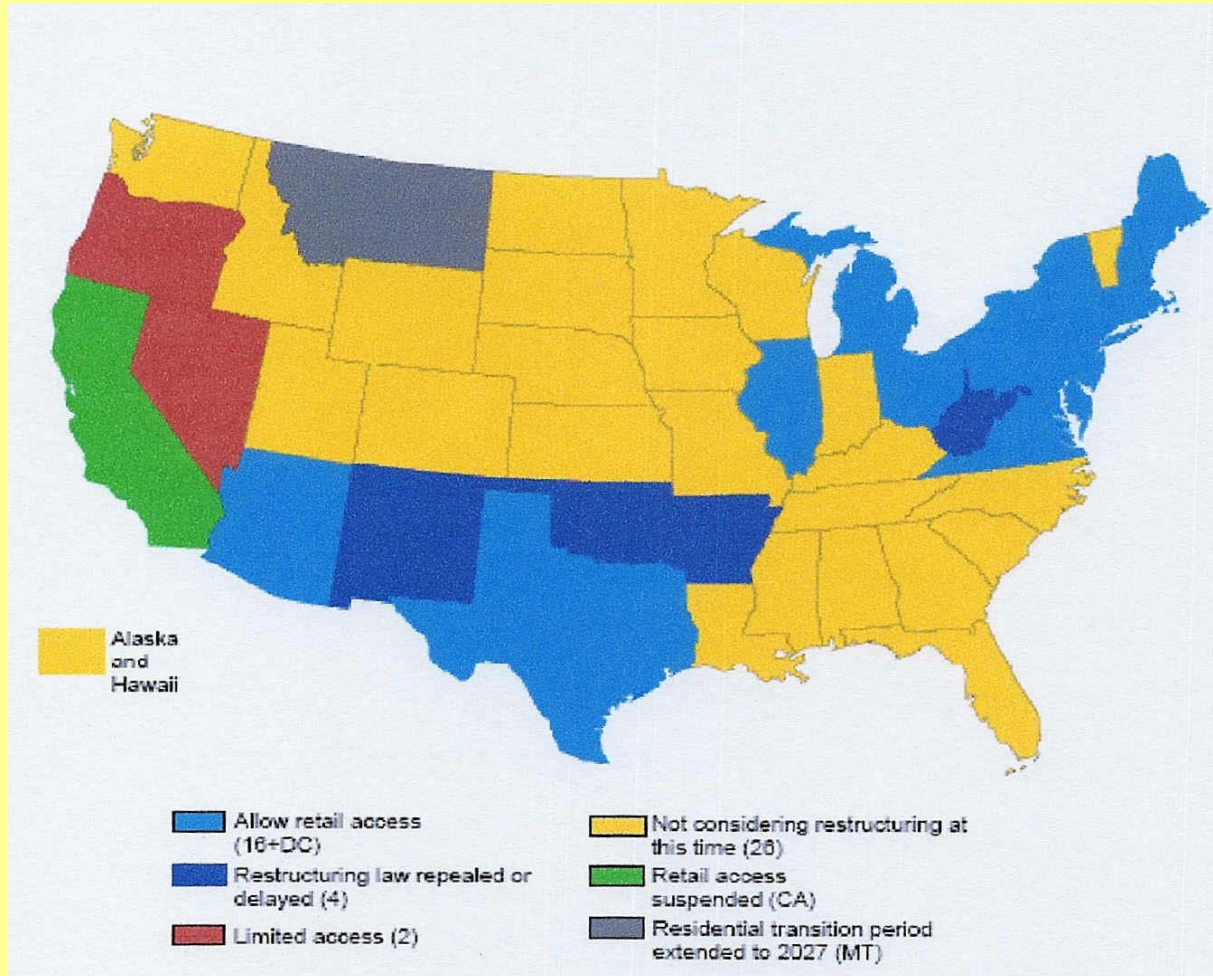 Alaska
and
Hawaii
Allow retail access
(16+DC)
Restructuring law repealed or
delayed (4)
Limited access (2)
Not considering restructuring at
this time (26)
Retail access
suspended (CA)
Residential transition period
extended to 2027 (MT)